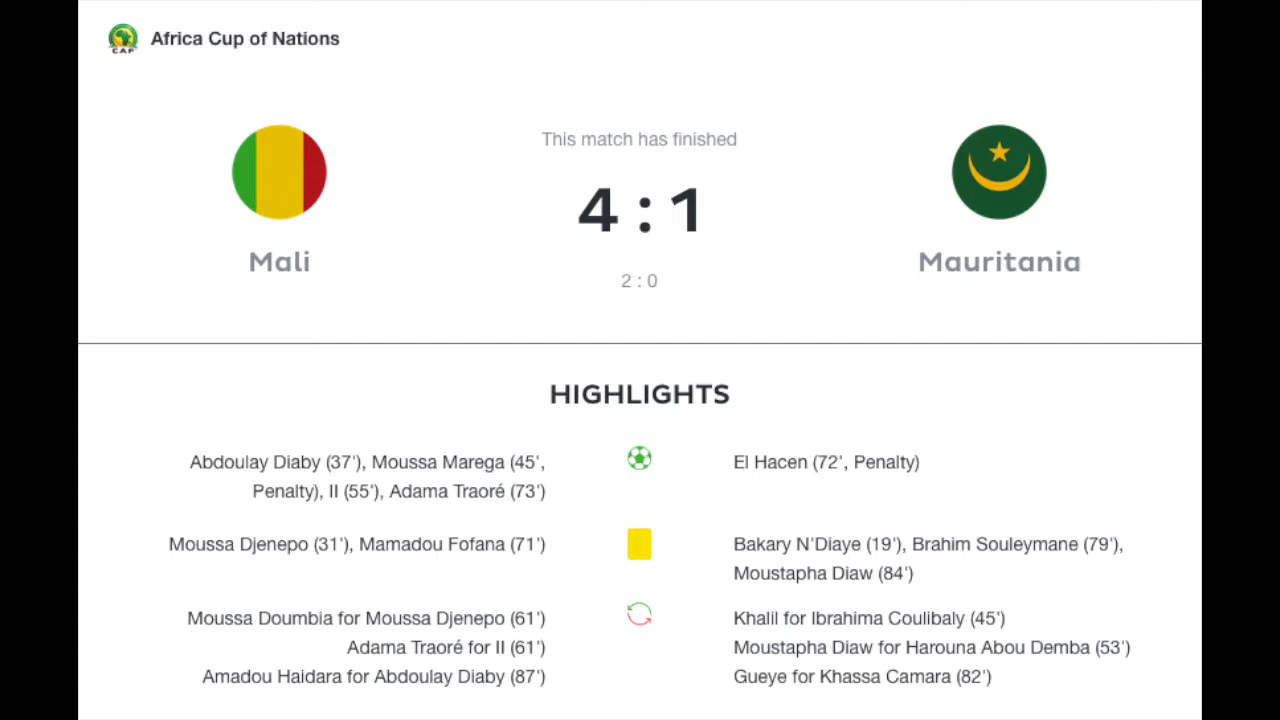 CAF
Africa Cup of Nations
This match has finished
4 : 1
2 : 0
Mali
Mauritania
HIGHLIGHTS
Abdoulay Diaby (37'), Moussa Marega (45',
Penalty), II (55'), Adama Traoré (73')
El Hacen (72', Penalty)
Moussa Djenepo (31'), Mamadou Fofana (71')
Bakary N'Diaye (19'), Brahim Souleymane (79'),
Moustapha Diaw (84')
Moussa Doumbia for Moussa Djenepo (61')
Adama Traoré for II (61')
Amadou Haidara for Abdoulay Diaby (87')
Khalil for Ibrahima Coulibaly (45')
Moustapha Diaw for Harouna Abou Demba (53')
Gueye for Khassa Camara (82')